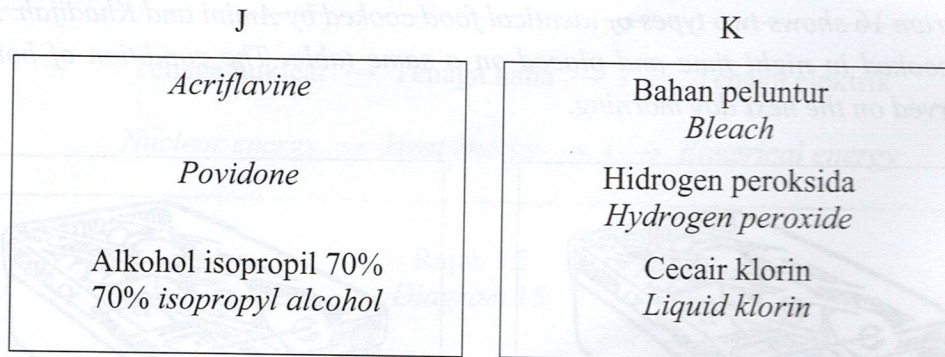 J
Acriflavine
Povidone
Alkohol isopropil 70%
70% isopropyl alcohol
K
Bahan peluntur
Bleach
Hidrogen peroksida
Hydrogen peroxide
Cecair klorin
Liquid klorin